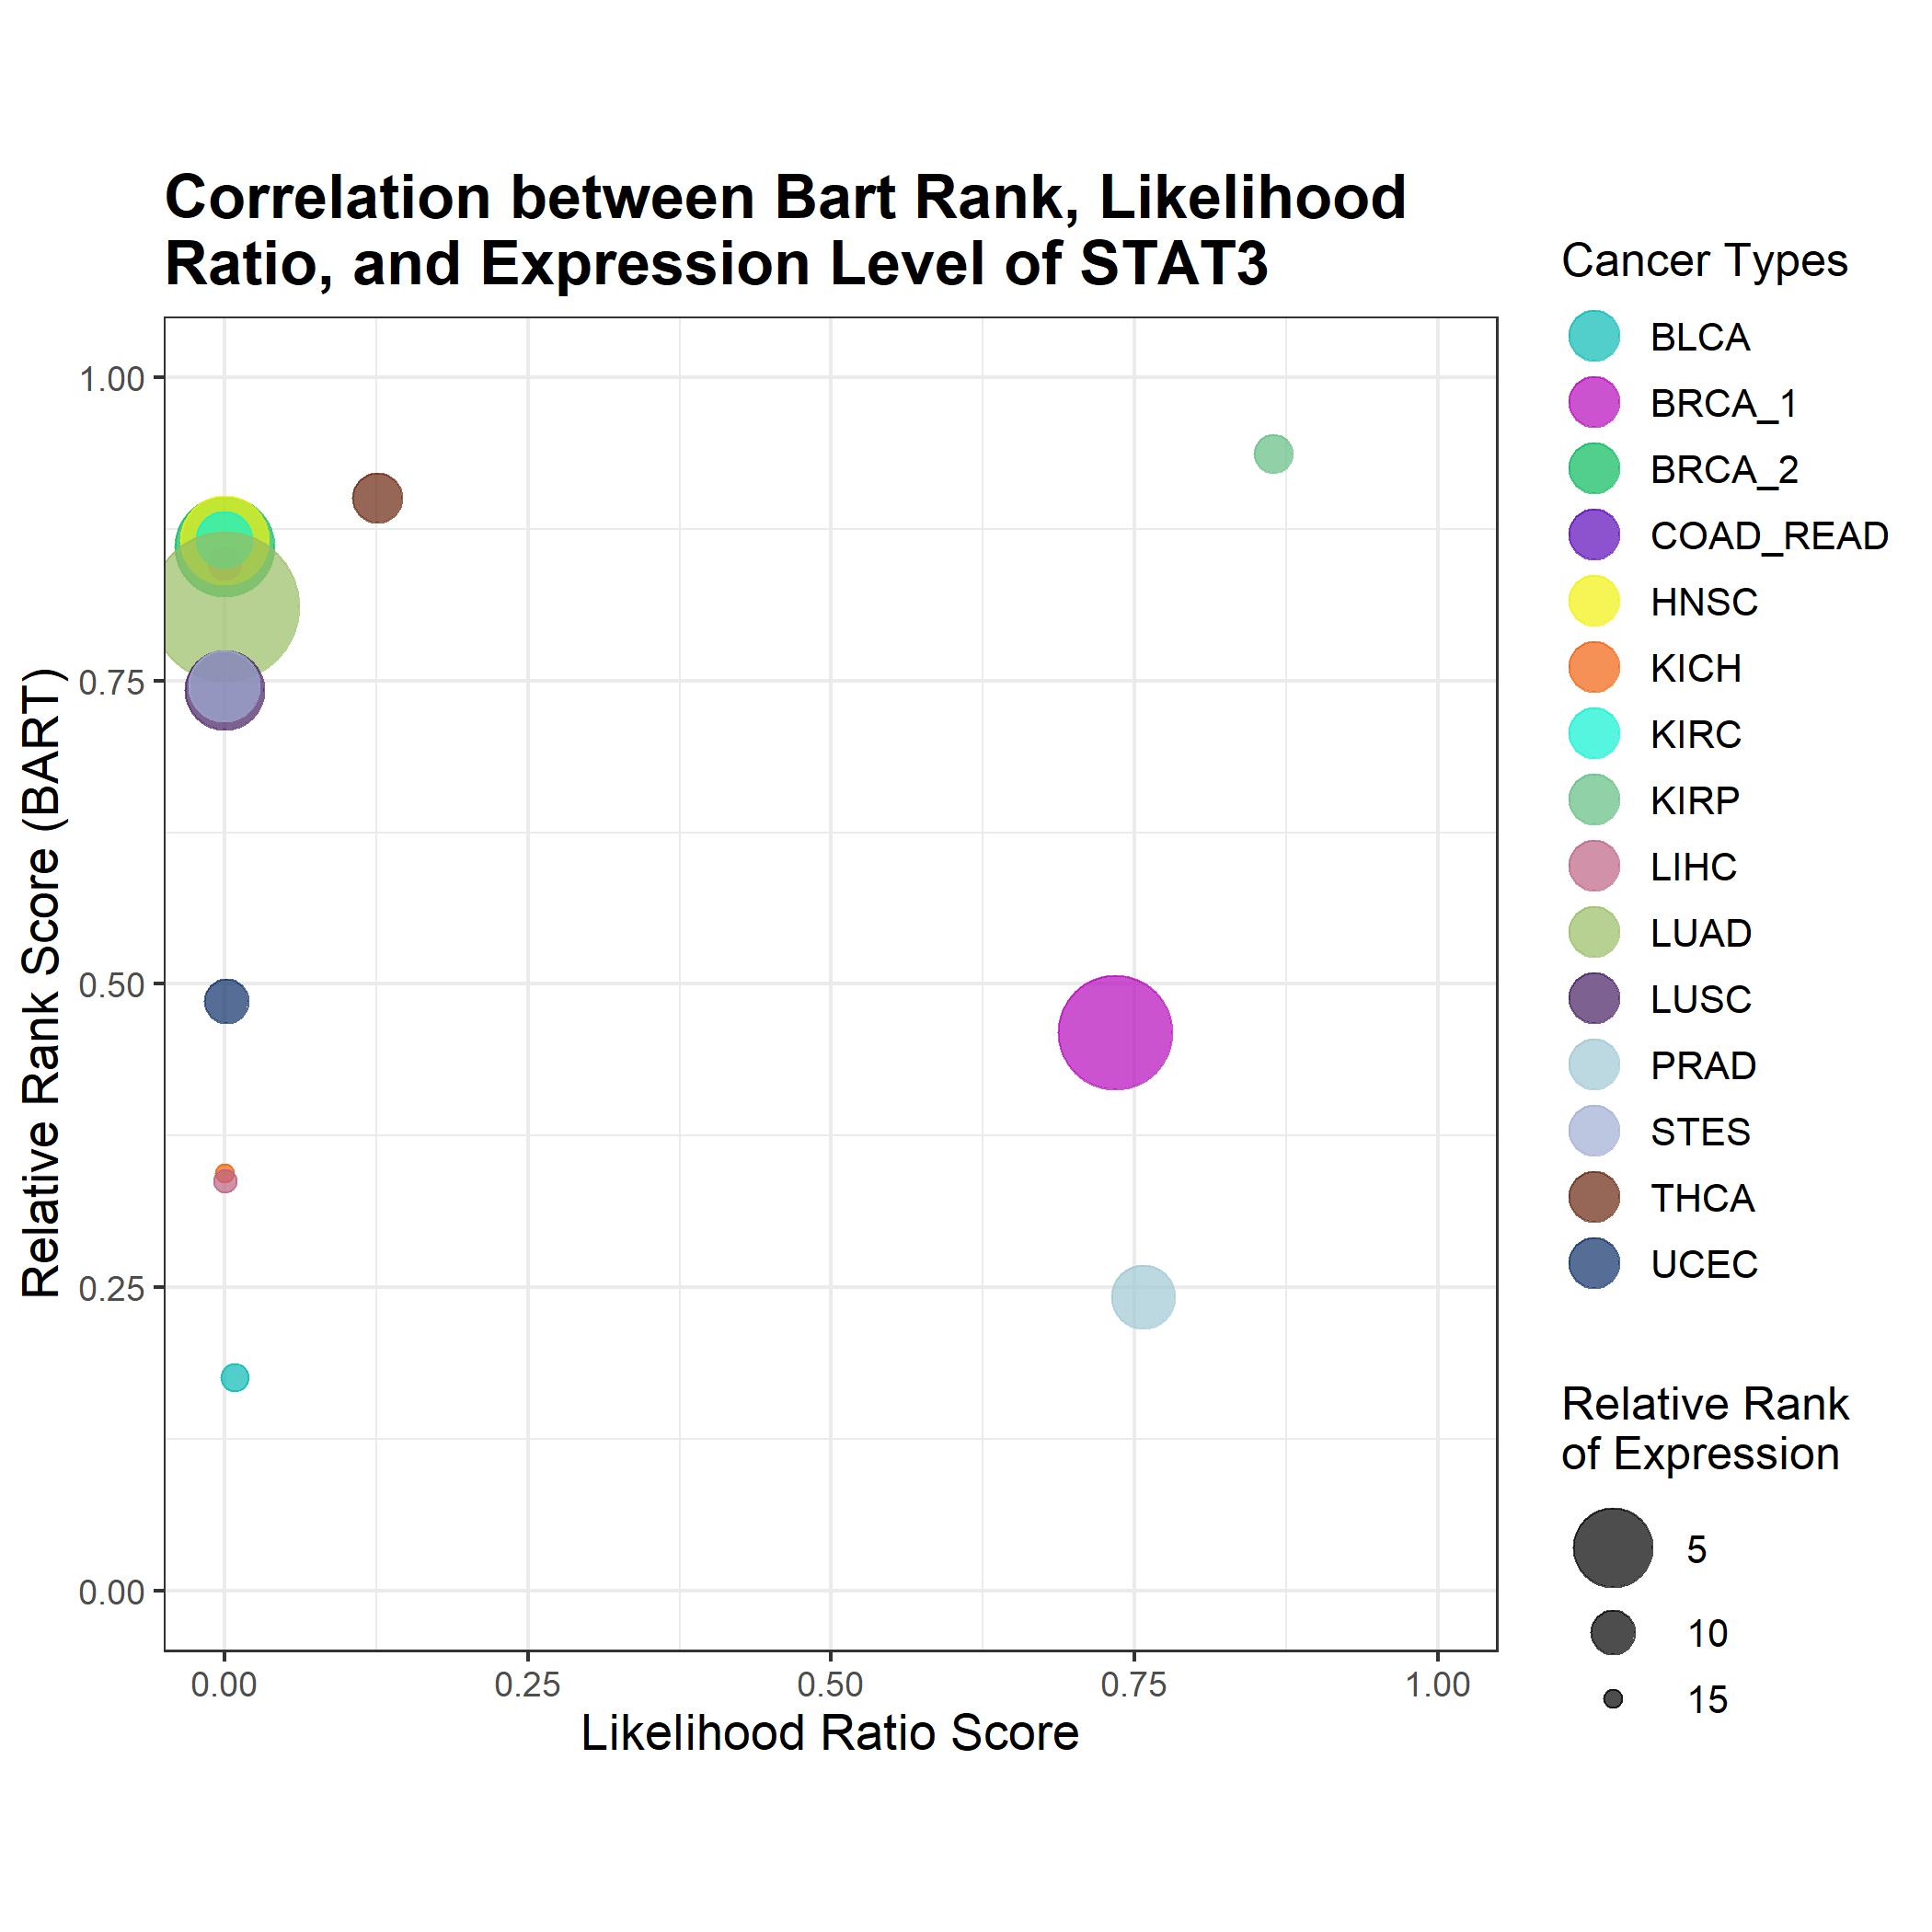 Correlation between Bart Rank, Likelihood
Ratio, and Expression Level of STAT3
Relative Rank Score (BART)
1.00
0.75
0.50
0.25
0.00
0.00 0.25 0.50 0.75 1.00
Likelihood Ratio Score
Cancer Types
BLCA
BRCA_1
BRCA_2
COAD_READ
HNSC
KICH
KIRC
KIRP
LIHC
LUAD
LUSC
PRAD
STES
THCA
UCEC
Relative Rank
of Expression
5
10
15